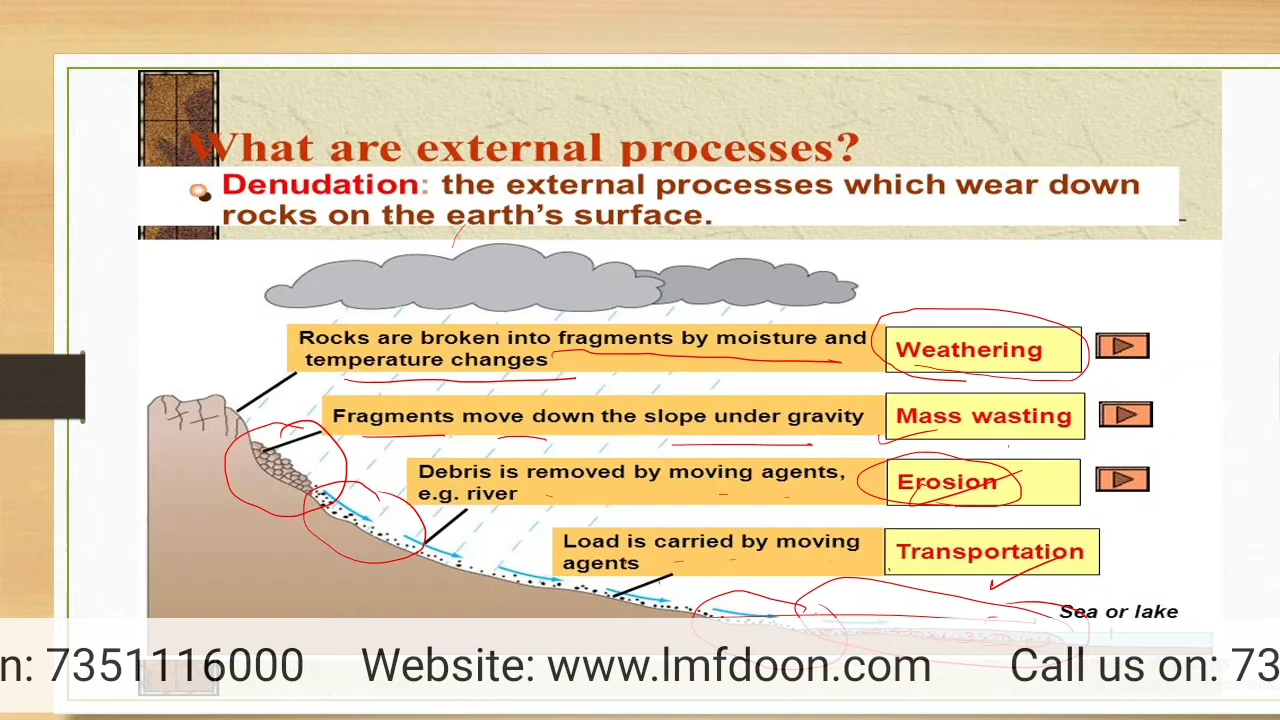 What are external processes?
Denudation: the external processes which wear down
rocks on the earth's surface.
Rocks are broken into fragments by moisture and
temperature changes
Weathering
Fragments move down the slope under gravity
Mass wasting
Debris is removed by moving agents,
e.g. river
Erosion
Load is carried by moving
agents
Transportation
Sea or lake
n: 7351116000 Website: www.lmfdoon.com Call us on: 73